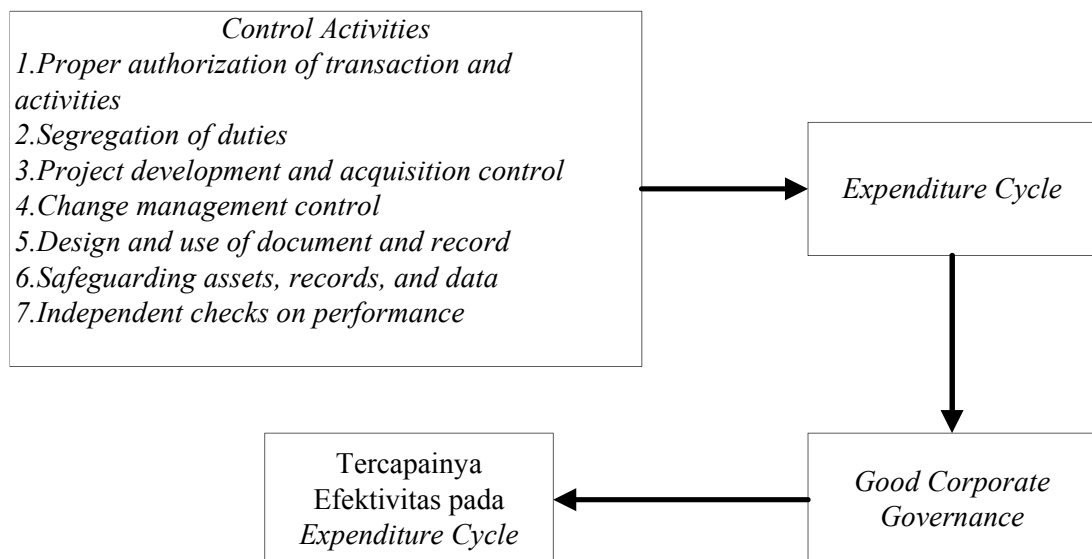 Control Activities
1.Proper authorization of transaction and
activities
2.Segregation of duties
3.Project development and acquisition control
4.Change management control
5.Design and use of document and record
6.Safeguarding assets, records, and data
7.Independent checks on performance
Expenditure Cycle
Tercapainya
Efektivitas pada
Expenditure Cycle
Good Corporate
Governance